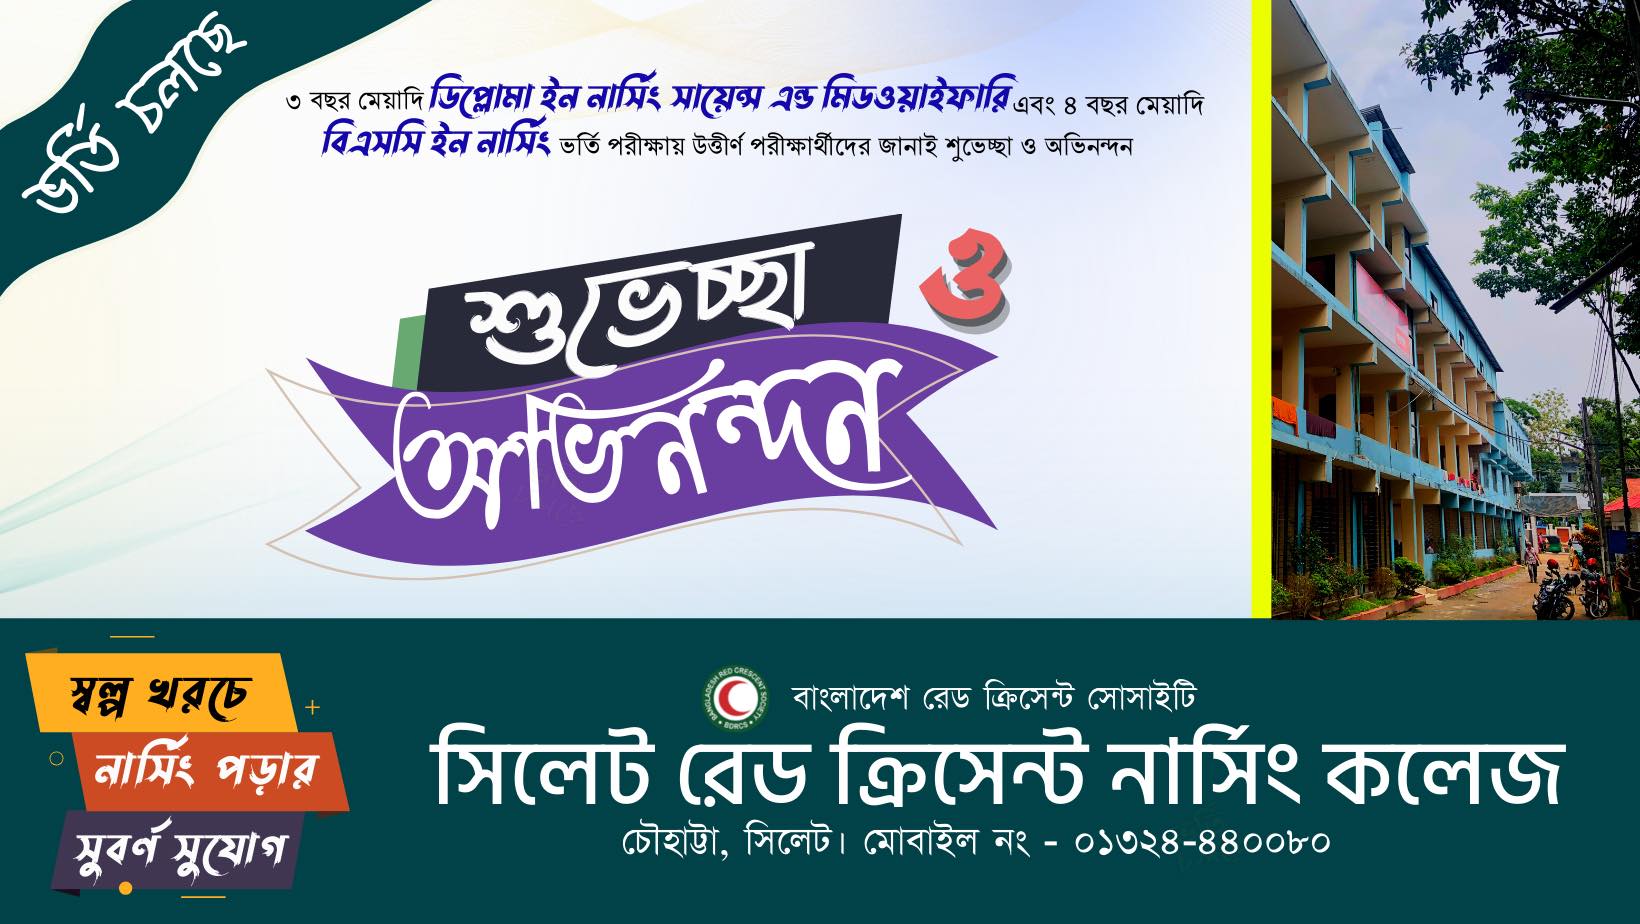 ভর্তি চলছে
৩ বছর মেয়াদি ডিপ্লোমা ইন নার্সিং সায়েন্স এন্ড মিডওয়াইফারি এবং ৪ বছর মেয়াদি
বিএসসি ইন নার্সিং ভর্তি পরীক্ষায় উত্তীর্ণ পরীক্ষার্থীদের জানাই শুভেচ্ছা ও অভিনন্দন
শুভেচ্ছা ও
অভিনন্দন
স্বল্প খরচে
নার্সিং পড়ার
সুবর্ণ সুযোগ
BANGLADESH RED CRESCENT SOCIETY
BDRCS
বাংলাদেশ রেড ক্রিসেন্ট সোসাইটি
সিলেট রেড ক্রিসেন্ট নার্সিং কলেজ
চৌহাট্টা, সিলেট। মোবাইল নং - ০১৩২৪-৪৪০০৮০